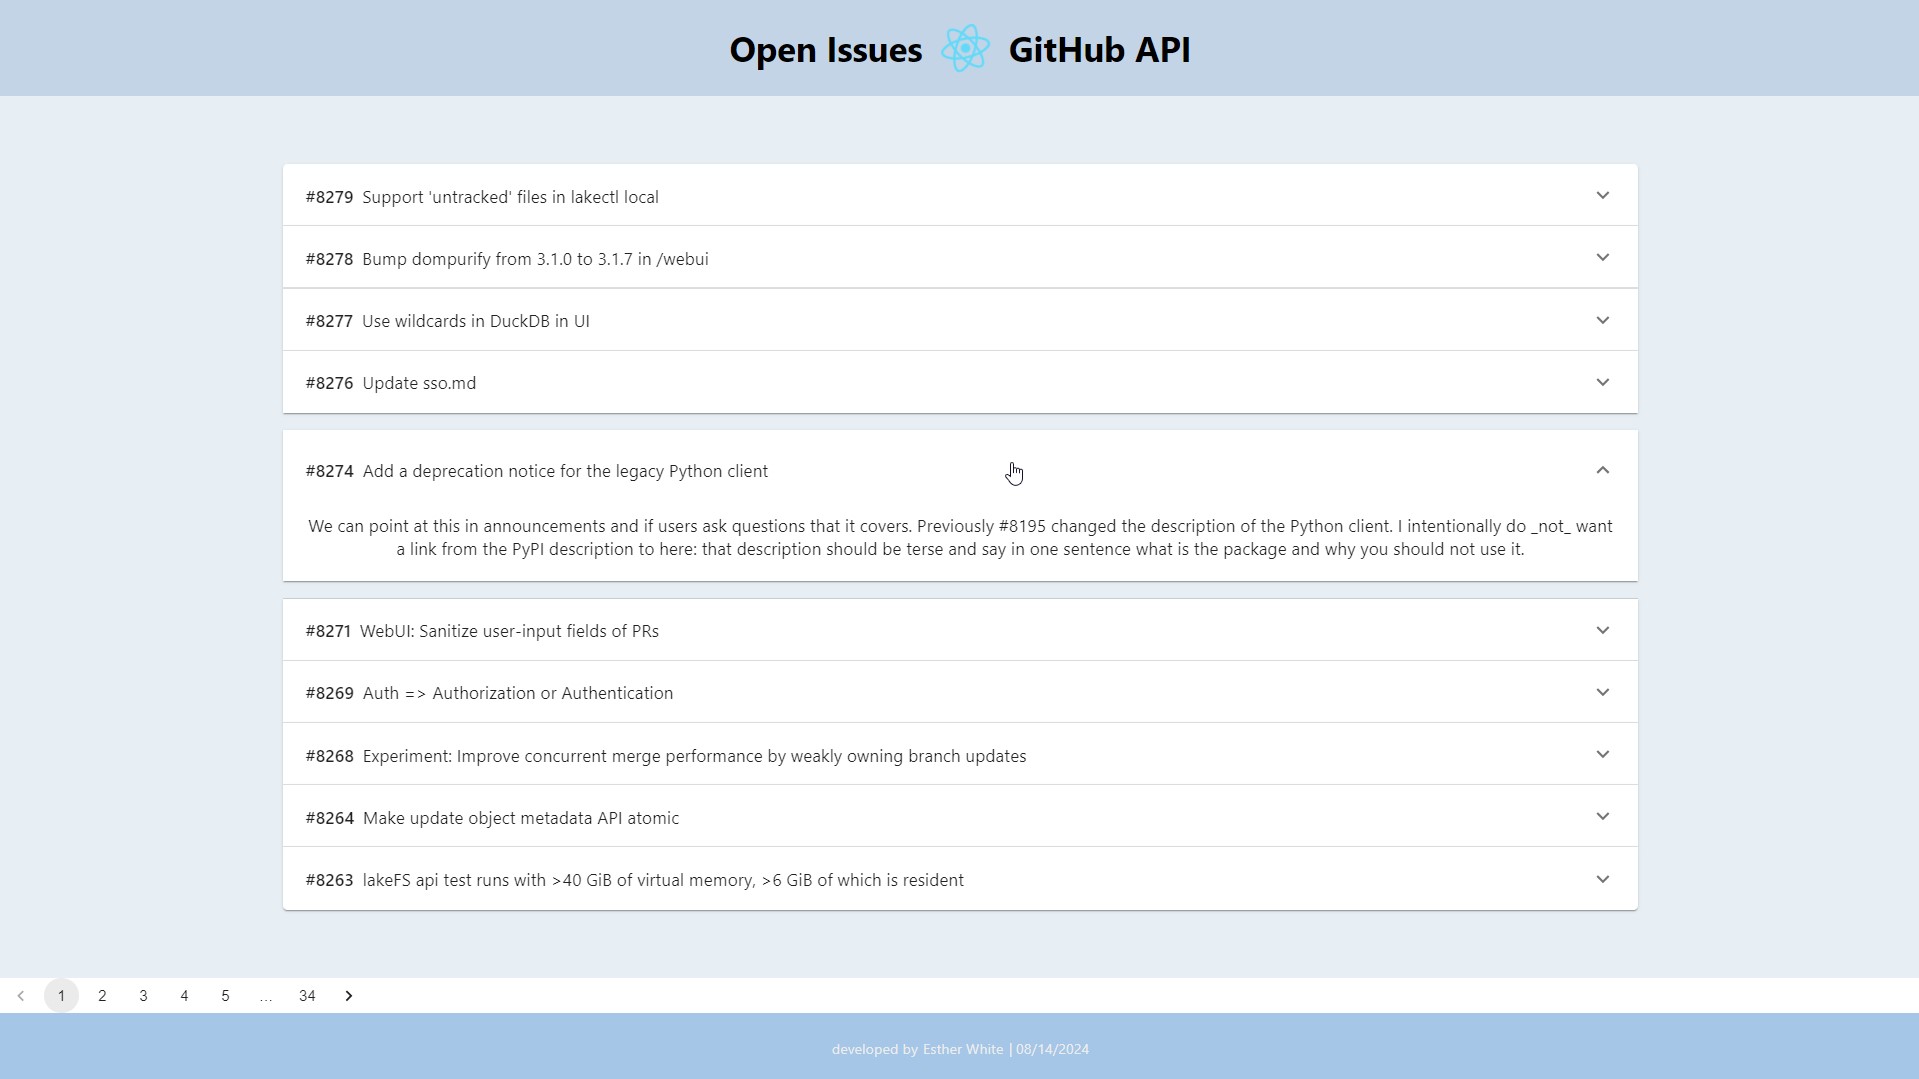 Open Issues GitHub API
#8279 Support 'untracked' files in lakectl local
#8278 Bump dompurify from 3.1.0 to 3.1.7 in /webui
#8277 Use wildcards in DuckDB in UI
#8276 Update sso.md
#8274 Add a deprecation notice for the legacy Python client
We can point at this in announcements and if users ask questions that it covers. Previously #8195 changed the description of the Python client. I intentionally do _not_ want
a link from the PyPI description to here: that description should be terse and say in one sentence what is the package and why you should not use it.
#8271 WebUI: Sanitize user-input fields of PRs
#8269 Auth => Authorization or Authentication
#8268 Experiment: Improve concurrent merge performance by weakly owning branch updates
#8264 Make update object metadata API atomic
#8263 lakeFS api test runs with >40 GiB of virtual memory, >6 GiB of which is resident
1 2 3 4 5 … 34
developed by Esther White | 08/14/2024